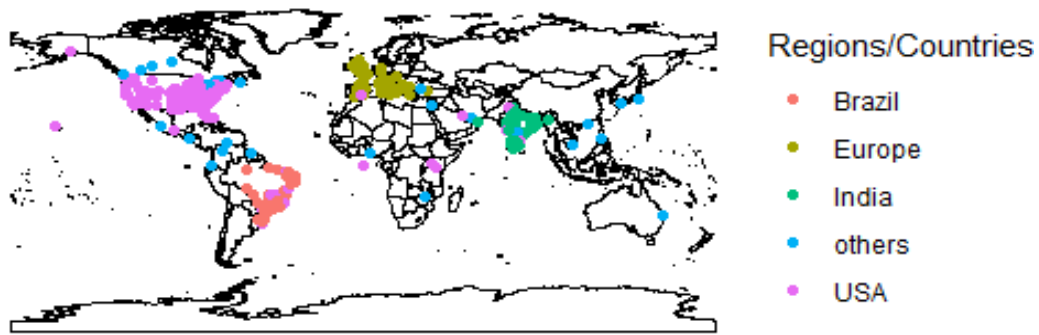 Regions/Countries
Brazil
Europe
India
others
USA